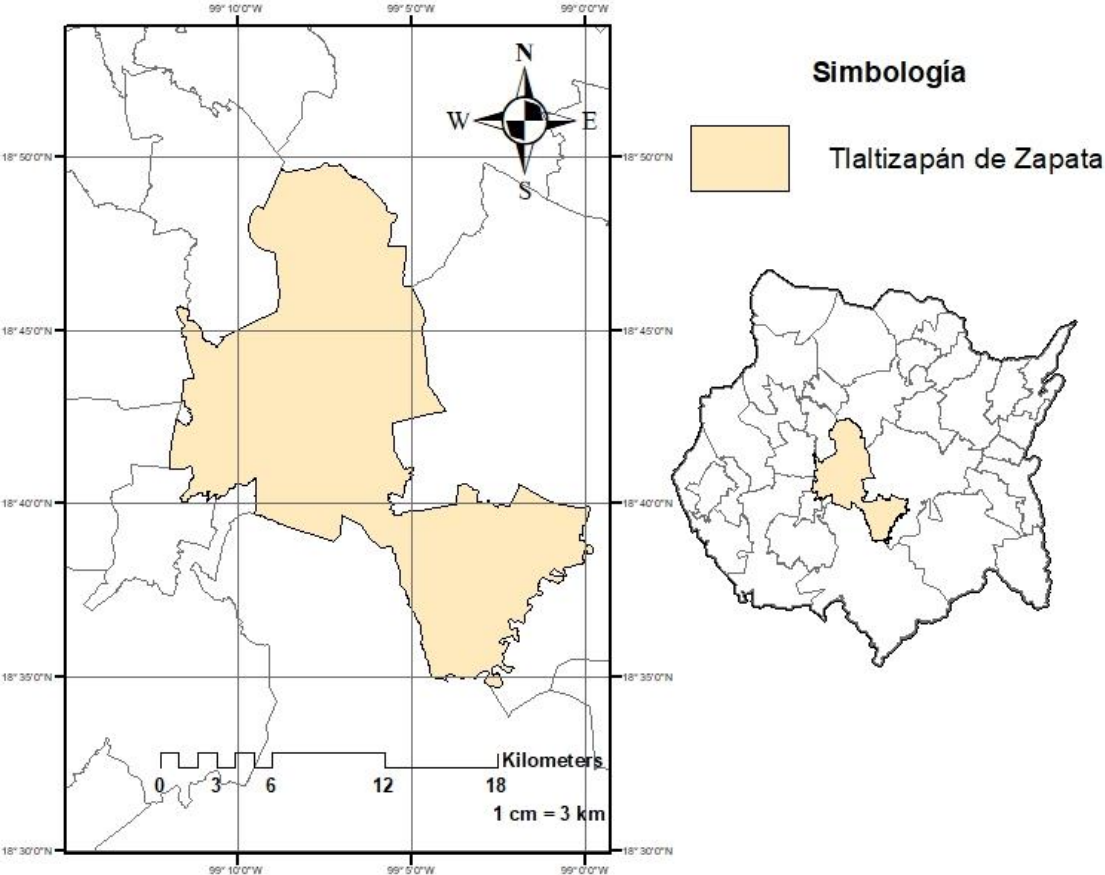 99°10'0"W 99°5'0"W 99°0'0"W
N
W E
S
Simbología
Tlaltizapán de Zapata
18°50'0"N 18°50'0"N
18°45'0"N 18°45'0"N
18°40'0"N 18°40'0"N
18°35'0"N 18°35'0"N
Kilometers
0 3 6 12 18
1 cm = 3 km
18°30'0"N 18°30'0"N
99°10'0"W 99°5'0"W 99°0'0"W